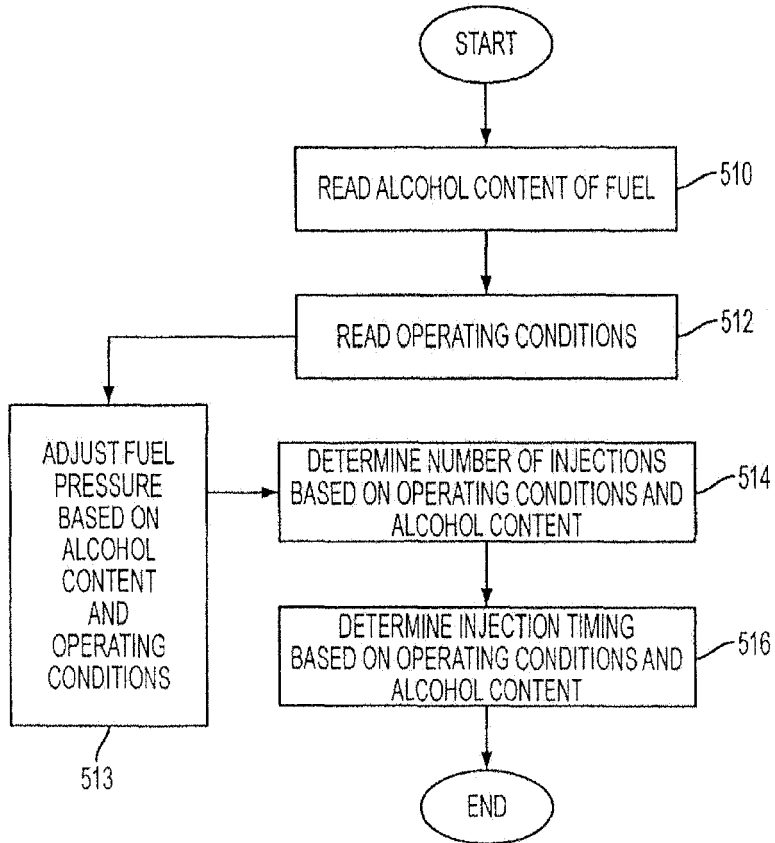 START
READ ALCOHOL CONTENT OF FUEL
510
READ OPERATING CONDITIONS
512
ADJUST FUEL
PRESSURE
BASED ON
ALCOHOL
CONTENT
AND
OPERATING
CONDITIONS
513
DETERMINE NUMBER OF INJECTIONS
BASED ON OPERATING CONDITIONS AND
ALCOHOL CONTENT
514
DETERMINE INJECTION TIMING
BASED ON OPERATING CONDITIONS AND
ALCOHOL CONTENT
516
END